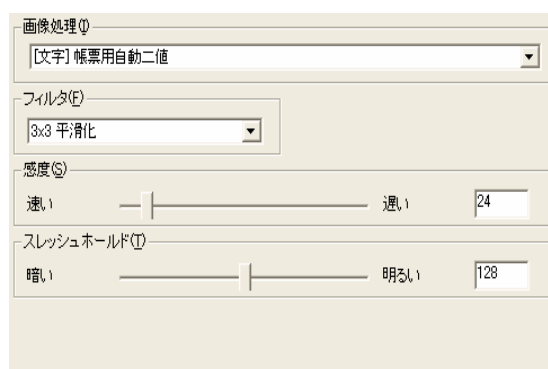 画像処理(I)
[文字] 帳票用自動二値
フィルタ(F)
3x3 平滑化
感度(S)
速い 遅い 24
スレッシュホールド(T)
暗い 明るい 128